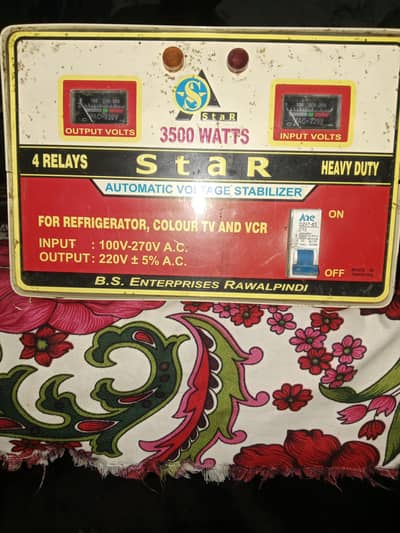 S
StaR
3500 WATTS
OUTPUT VOLTS
INPUT VOLTS
4 RELAYS
StaR
HEAVY DUTY
AUTOMATIC VOLTAGE STABILIZER
FOR REFRIGERATOR, COLOUR TV AND VCR
INPUT : 100V-270V A.C.
OUTPUT : 220V ± 5% A.C.
ON
OFF
B.S. ENTERPRISES RAWALPINDI